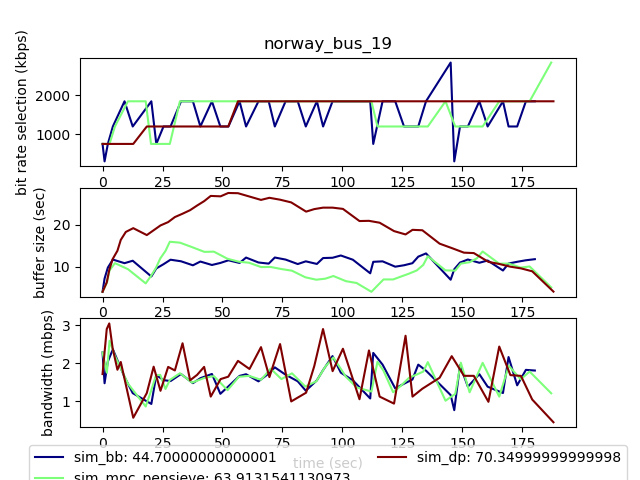 norway_bus_19
bit rate selection (kbps)
2000
1000
0 25 50 75 100 125 150 175
buffer size (sec)
20
10
0 25 50 75 100 125 150 175
bandwidth (mbps)
3
2
1
0 25 50 75 100 125 150 175
time (sec)
sim_bb: 44.70000000000001
sim_dp: 70.34999999999998
sim_mpc_pensieve: 63.9131541130973